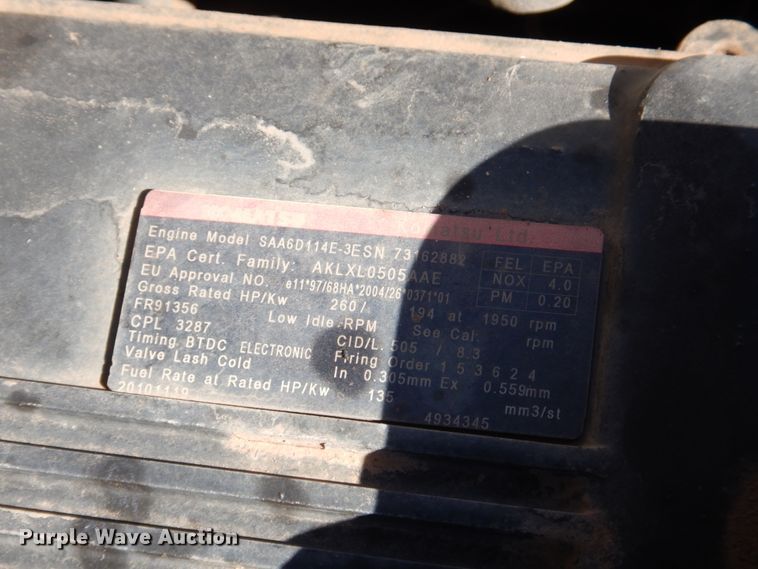 Komatsu Ltd.
Engine Model SAA6D114E-3 ESN 73162882
EPA Cert. Family: AKLXL0505AAE
FEL EPA
NOX 4.0
PM 0.20
EU Approval NO. e11*97/68HA*2004/26*0371*01
Gross Rated HP/Kw 260/ 194 at 1950 rpm
FR91356 Low Idle RPM See Cal. rpm
CPL 3287 CID/L. 505 / 8.3
Timing BTDC ELECTRONIC Firing Order 1 5 3 6 2 4
Valve Lash Cold In 0.305mm Ex 0.559mm
Fuel Rate at Rated HP/Kw 135 mm3/st
20101119 4934345
Purple Wave Auction